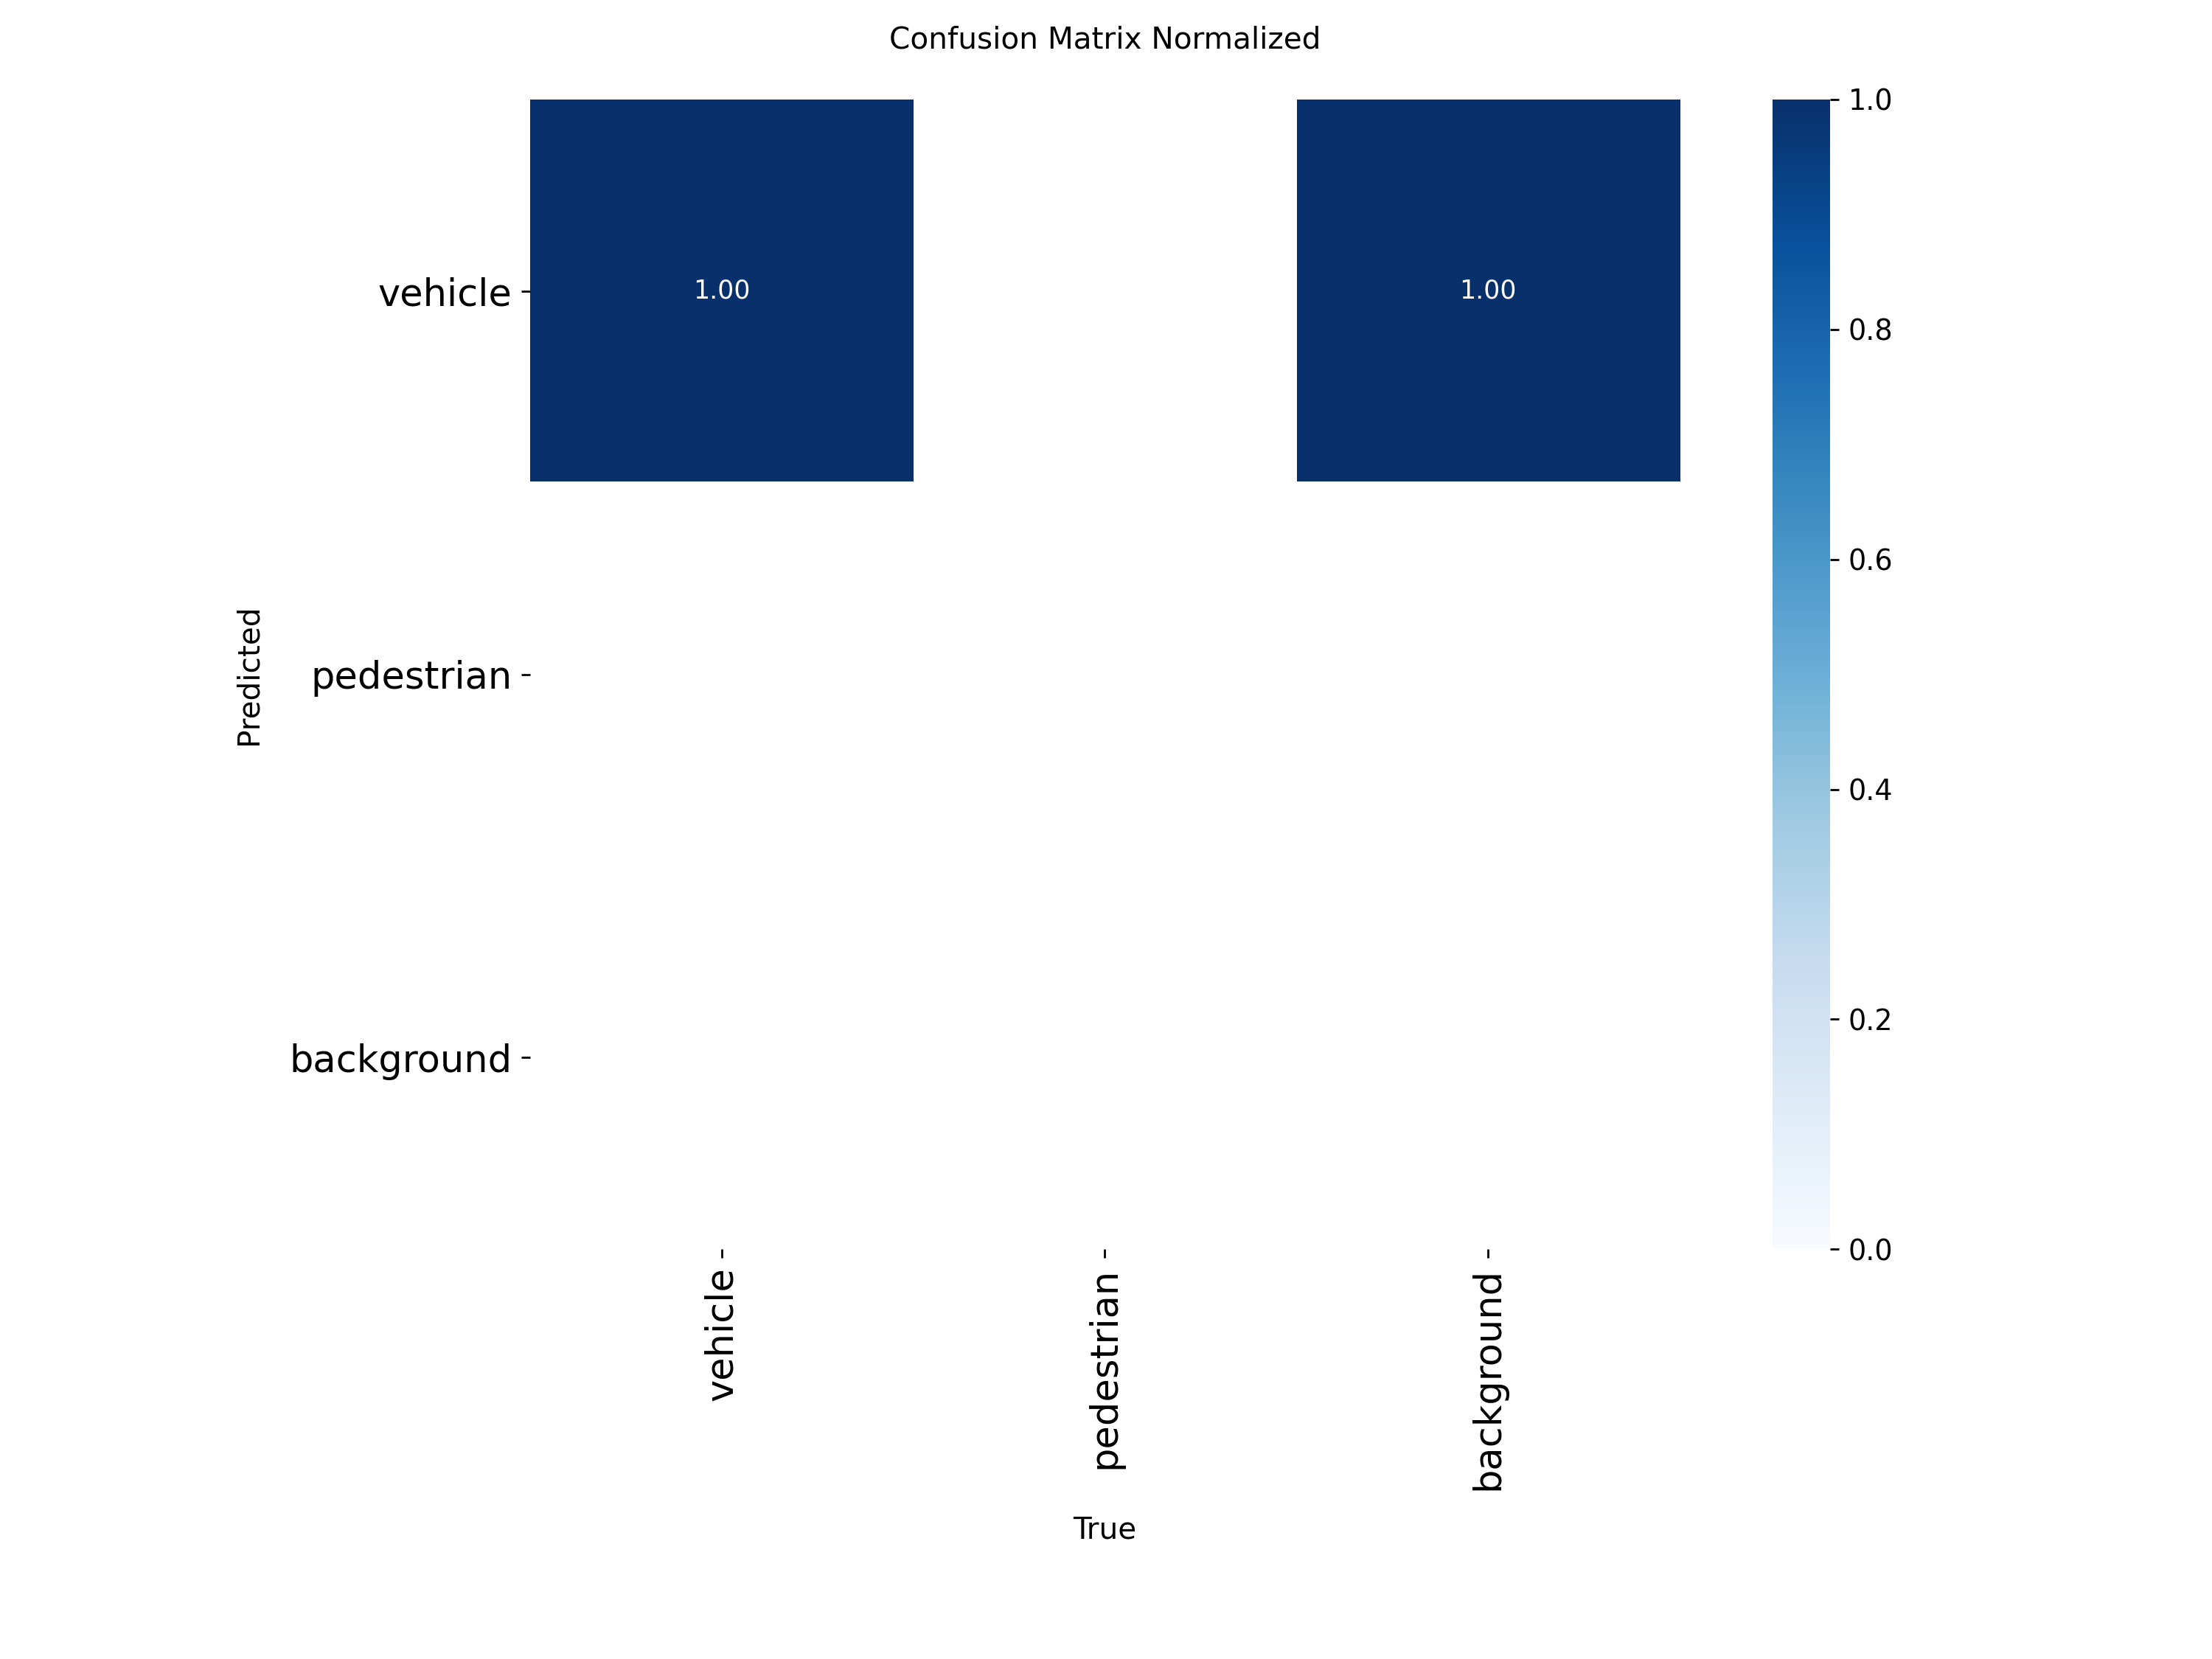 Confusion Matrix Normalized
1.0
vehicle
1.00
1.00
0.8
0.6
Predicted
pedestrian
0.4
background
0.2
0.0
vehicle
pedestrian
background
True